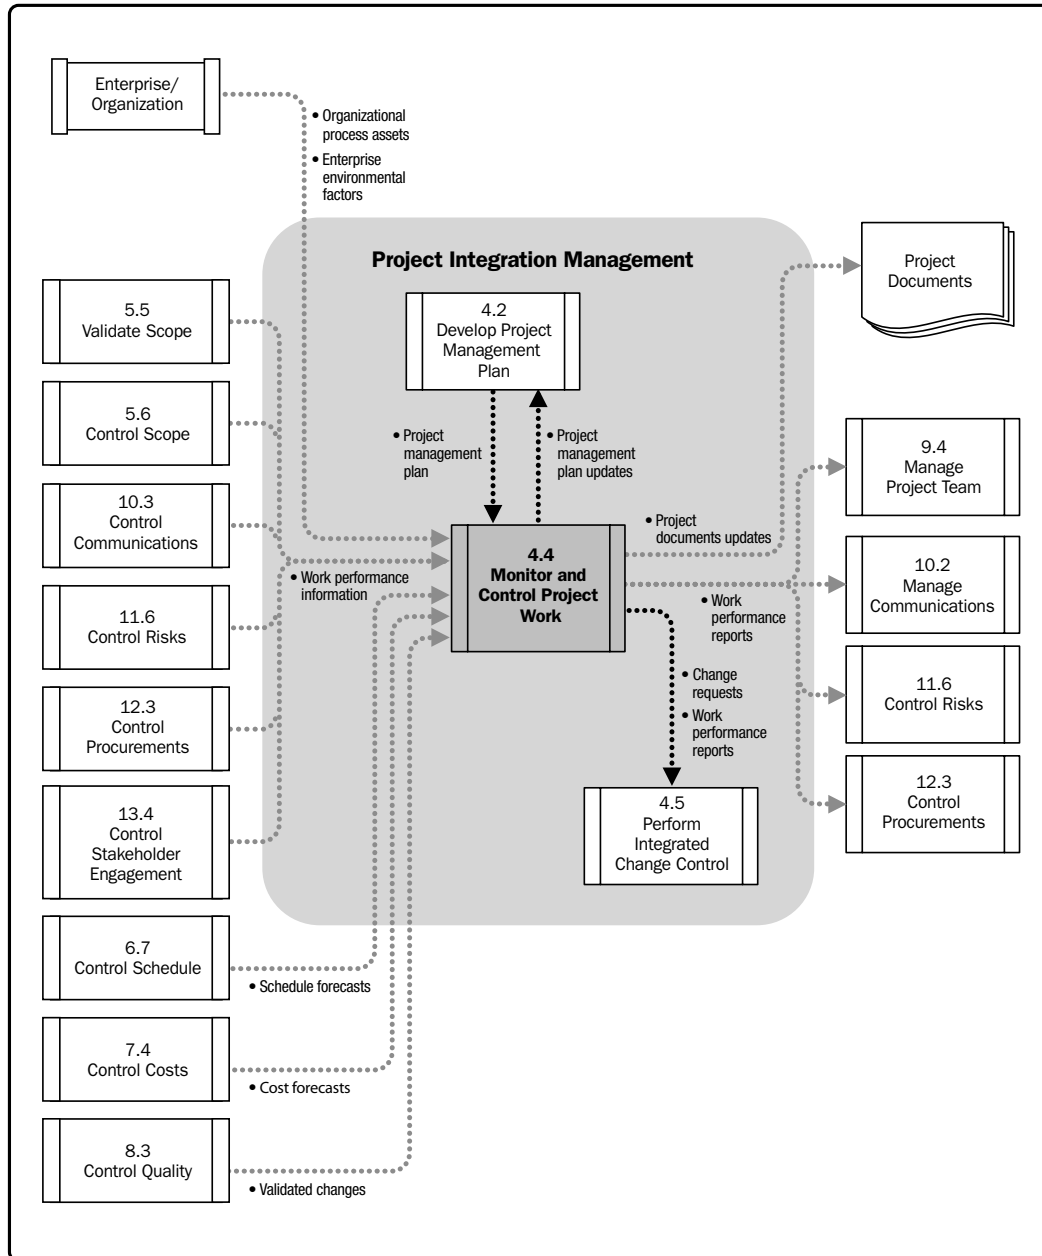 Enterprise/
Organization
• Organizational
process assets
• Enterprise
environmental
factors
Project Integration Management
Project
Documents
5.5
Validate Scope
4.2
Develop Project
Management
Plan
5.6
Control Scope
• Project
management
plan
• Project
management
plan updates
9.4
Manage
Project Team
10.3
Control
Communications
• Project
documents updates
4.4
Monitor and
Control Project
Work
• Work performance
information
10.2
Manage
Communications
11.6
Control Risks
• Work
performance
reports
• Change
requests
• Work
performance
reports
11.6
Control Risks
12.3
Control
Procurements
4.5
Perform
Integrated
Change Control
12.3
Control
Procurements
13.4
Control
Stakeholder
Engagement
6.7
Control Schedule
• Schedule forecasts
7.4
Control Costs
• Cost forecasts
8.3
Control Quality
• Validated changes